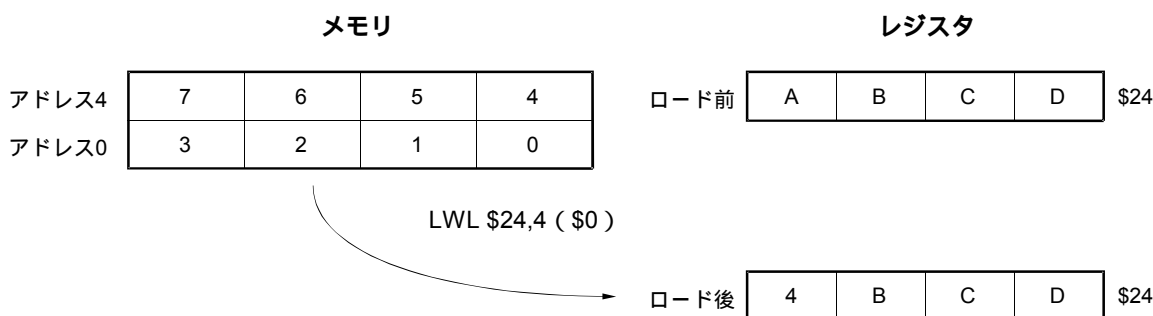 メモリ レジスタ
アドレス4 7 6 5 4 ロード前 A B C D $24
アドレス0 3 2 1 0
LWL $24,4 ( $0 )
ロード後 4 B C D $24